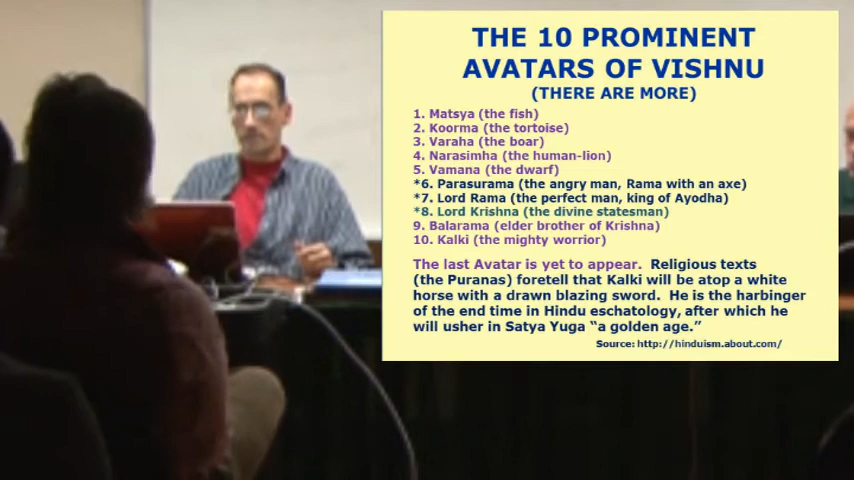 THE 10 PROMINENT
AVATARS OF VISHNU
(THERE ARE MORE)
1. Matsya (the fish)
2. Koorma (the tortoise)
3. Varaha (the boar)
4. Narasimha (the human-lion)
5. Vamana (the dwarf)
*6. Parasurama (the angry man, Rama with an axe)
*7. Lord Rama (the perfect man, king of Ayodha)
*8. Lord Krishna (the divine statesman)
9. Balarama (elder brother of Krishna)
10. Kalki (the mighty worrior)
The last Avatar is yet to appear. Religious texts
(the Puranas) foretell that Kalki will be atop a white
horse with a drawn blazing sword. He is the harbinger
of the end time in Hindu eschatology, after which he
will usher in Satya Yuga “a golden age.”
Source: http://hinduism.about.com/